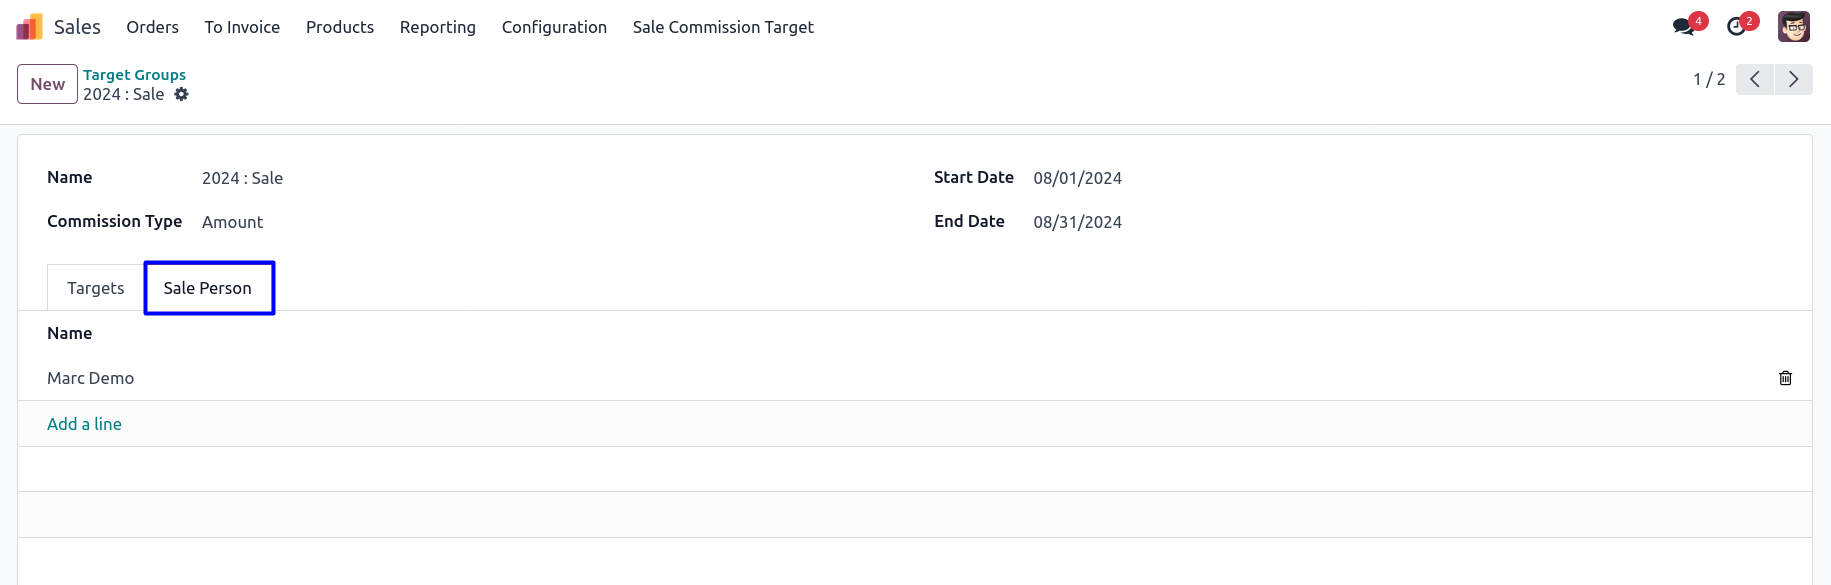 Sales Orders To Invoice Products Reporting Configuration Sale Commission Target 4 2
New Target Groups
2024 : Sale 1 / 2
Name 2024 : Sale Start Date 08/01/2024
Commission Type Amount End Date 08/31/2024
Targets Sale Person
Name
Marc Demo
Add a line